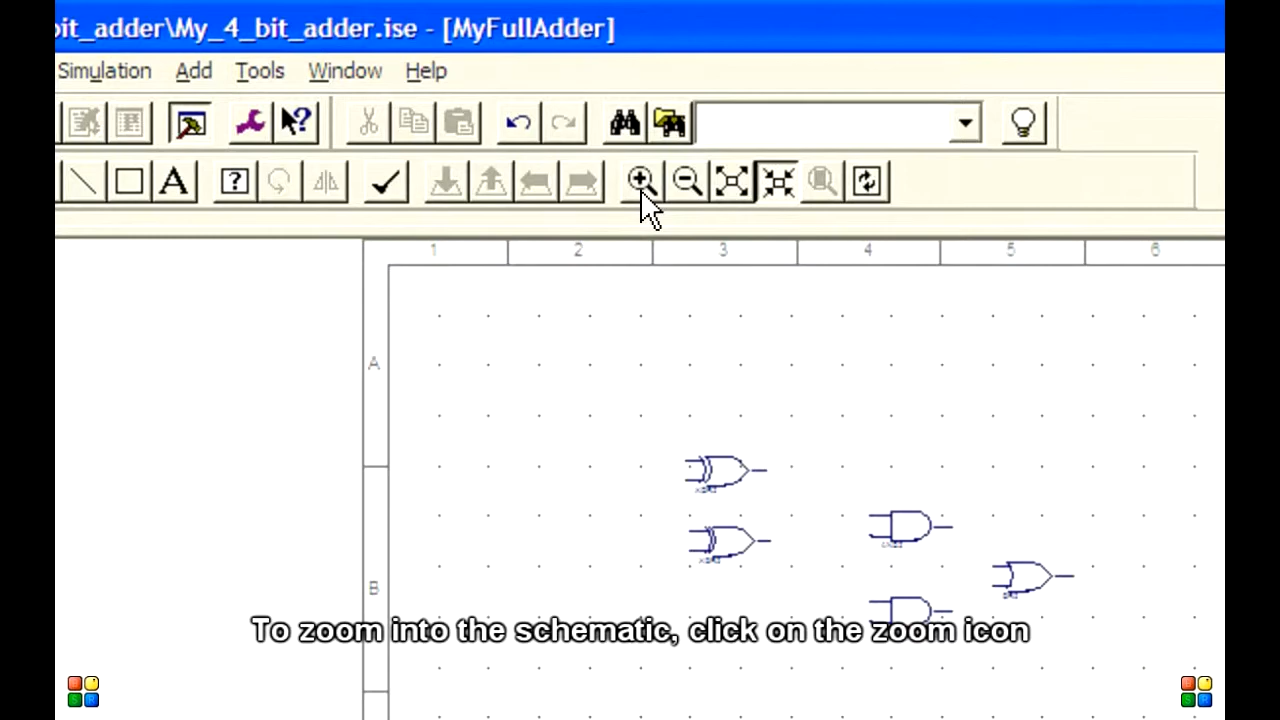 bit_adder\My_4_bit_adder.ise - [MyFullAdder]
Simulation Add Tools Window Help
A ? ?
1 2 3 4 5 6
A
B
To zoom into the schematic, click on the zoom icon
S R
S R